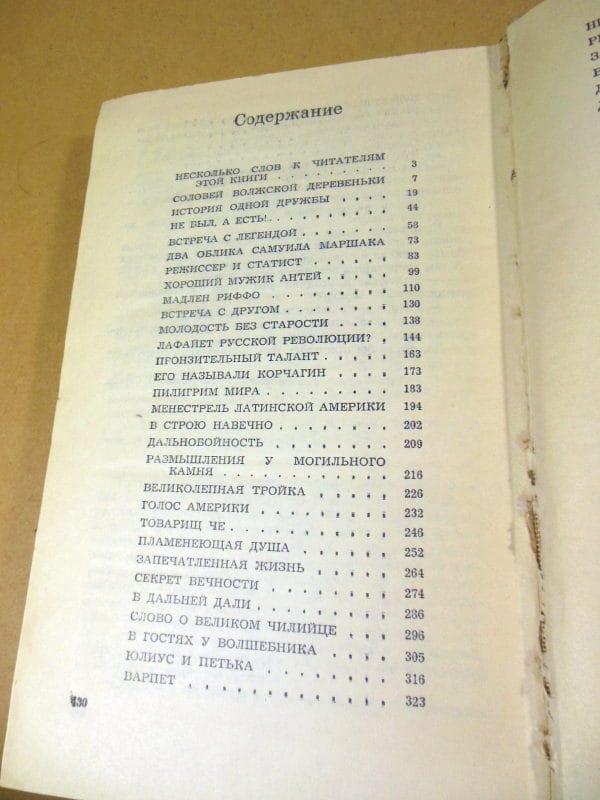 Содержание
НЕСКОЛЬКО СЛОВ К ЧИТАТЕЛЯМ
ЭТОЙ КНИГИ . . . . . . . . . 3
СОЛОВЕЙ ВОЛЖСКОЙ ДЕРЕВЕНЬКИ 7
ИСТОРИЯ ОДНОЙ ДРУЖБЫ . . . . 19
НЕ БЫЛ, А ЕСТЬ!.. . . . . . . . 44
ВСТРЕЧА С ЛЕГЕНДОЙ . . . . . . 58
ДВА ОБЛИКА САМУИЛА МАРШАКА 73
РЕЖИССЕР И СТАТИСТ . . . . . . 83
ХОРОШИЙ МУЖИК АНТЕЙ . . . . 99
МАДЛЕН РИФФО . . . . . . . . 110
ВСТРЕЧА С ДРУГОМ . . . . . . . 130
МОЛОДОСТЬ БЕЗ СТАРОСТИ . . . . 138
ЛАФАЙЕТ РУССКОЙ РЕВОЛЮЦИИ? . 144
ПРОНЗИТЕЛЬНЫЙ ТАЛАНТ . . . . 163
ЕГО НАЗЫВАЛИ КОРЧАГИН . . . . 173
ПИЛИГРИМ МИРА . . . . . . . . 183
МЕНЕСТРЕЛЬ ЛАТИНСКОЙ АМЕРИКИ 194
В СТРОЮ НАВЕЧНО . . . . . . . 202
ДАЛЬНОБОЙНОСТЬ . . . . . . . 209
РАЗМЫШЛЕНИЯ У МОГИЛЬНОГО
КАМНЯ . . . . . . . . . . . 216
ВЕЛИКОЛЕПНАЯ ТРОЙКА . . . . . 226
ГОЛОС АМЕРИКИ . . . . . . . . 232
ТОВАРИЩ ЧЕ . . . . . . . . . . 246
ПЛАМЕНЕЮЩАЯ ДУША . . . . . . 252
ЗАПЕЧАТЛЕННАЯ ЖИЗНЬ . . . . . 264
СЕКРЕТ ВЕЧНОСТИ . . . . . . . 274
В ДАЛЬНЕЙ ДАЛИ . . . . . . . . 286
СЛОВО О ВЕЛИКОМ ЧИЛИЙЦЕ . . . 296
В ГОСТЯХ У ВОЛШЕБНИКА . . . . 305
ЮЛИУС И ПЕТЬКА . . . . . . . 316
ВАРПЕТ . . . . . . . . . . . 323
430